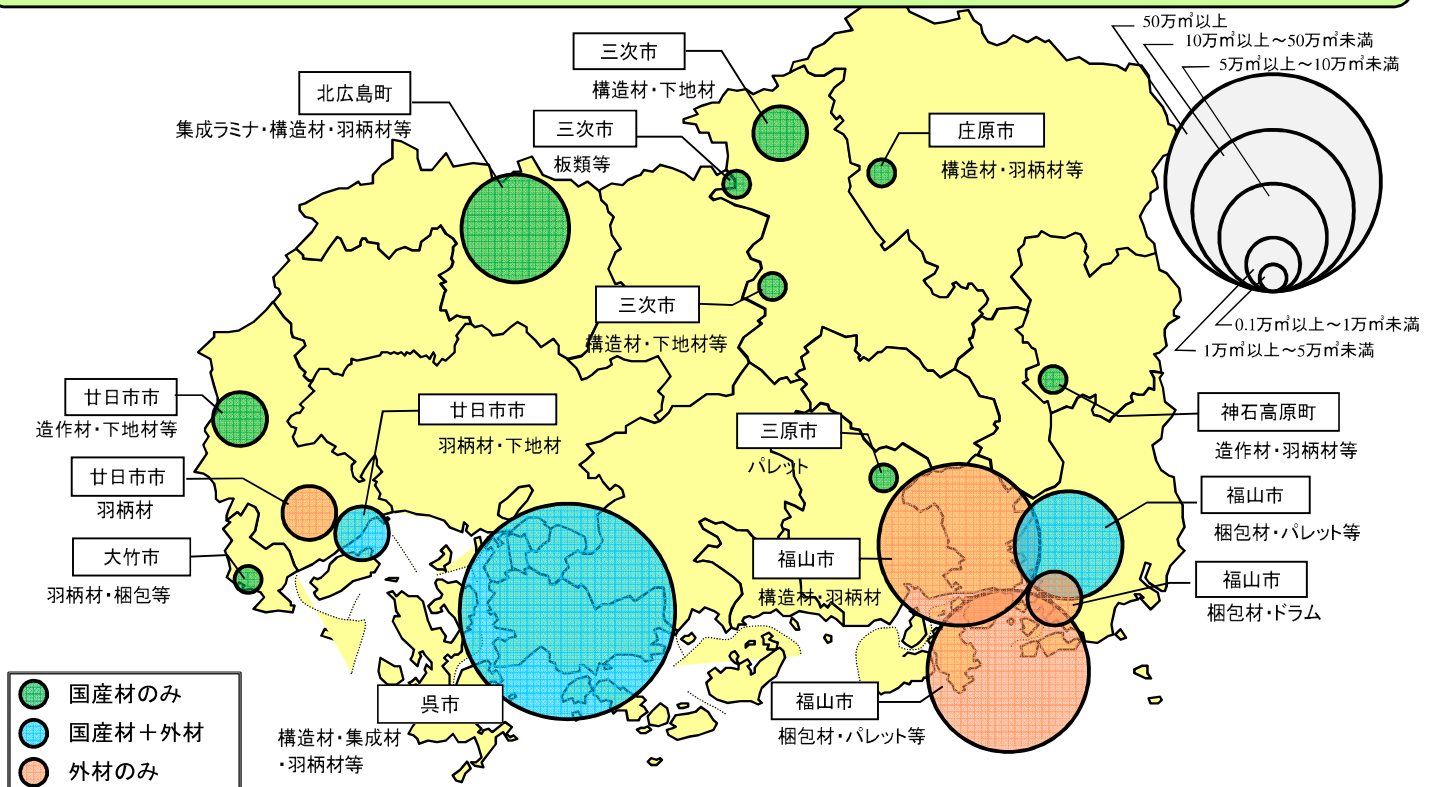 50万㎥以上
10万㎥以上～50万㎥未満
5万㎥以上～10万㎥未満
0.1万㎥以上～1万㎥未満
1万㎥以上～5万㎥未満
三次市
構造材・下地材
北広島町
集成ラミナ・構造材・羽柄材等
三次市
板類等
庄原市
構造材・羽柄材等
三次市
構造材・下地材等
廿日市市
造作材・下地材等
廿日市市
羽柄材・下地材
三原市
パレット
神石高原町
造作材・羽柄材等
廿日市市
羽柄材
福山市
梱包材・パレット等
大竹市
羽柄材・梱包等
福山市
構造材・羽柄材
福山市
梱包材・ドラム
呉市
構造材・集成材
・羽柄材等
福山市
梱包材・パレット等
国産材のみ
国産材＋外材
外材のみ